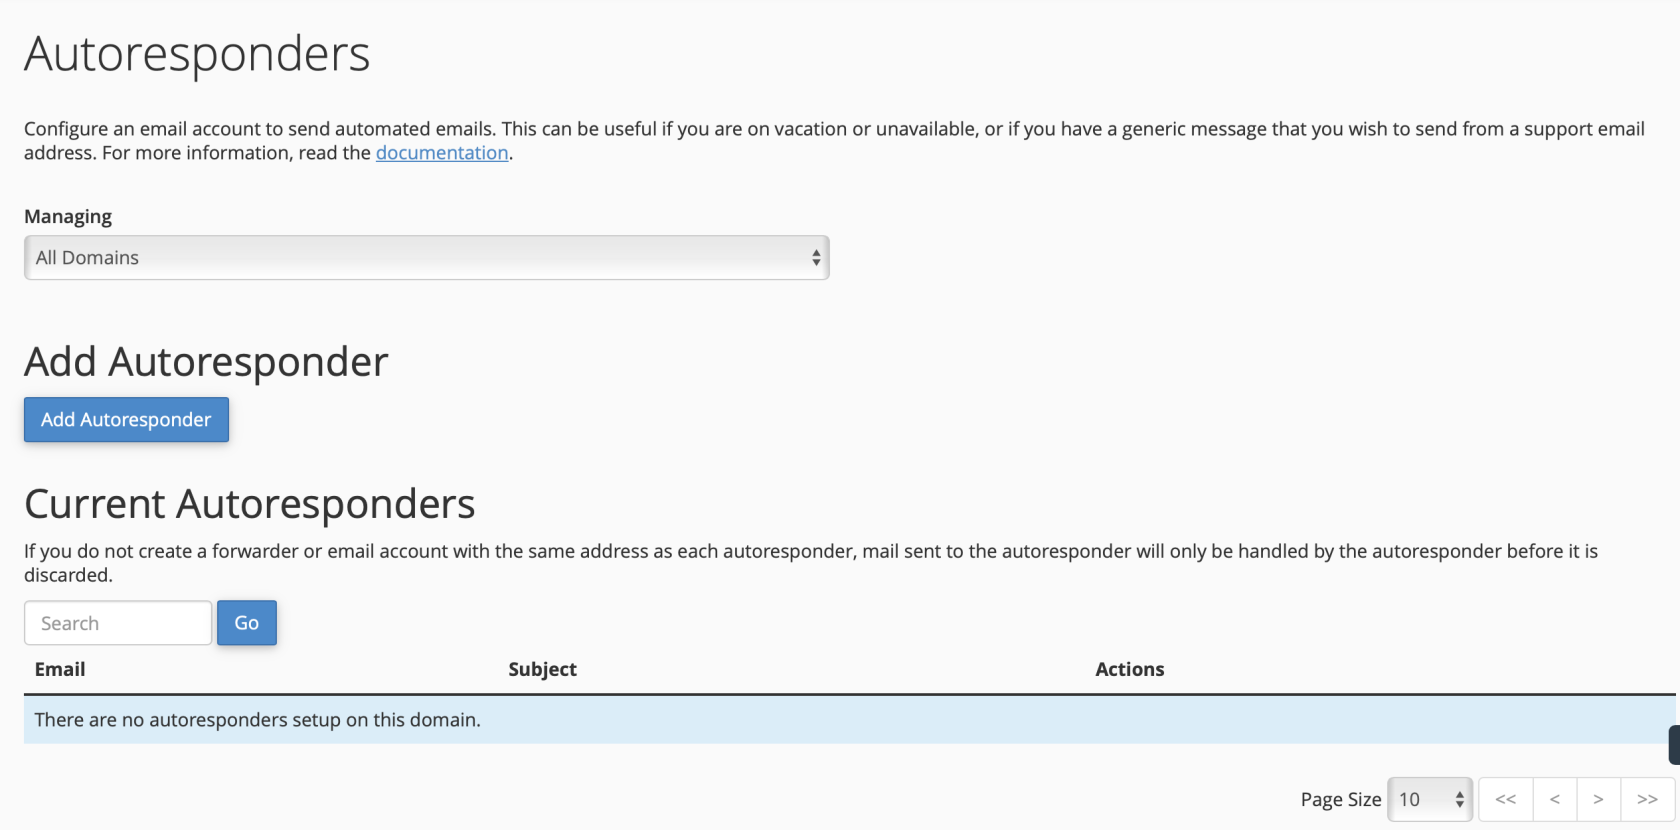 Autoresponders
Configure an email account to send automated emails. This can be useful if you are on vacation or unavailable, or if you have a generic message that you wish to send from a support email
address. For more information, read the documentation.
Managing
All Domains
Add Autoresponder
Add Autoresponder
Current Autoresponders
If you do not create a forwarder or email account with the same address as each autoresponder, mail sent to the autoresponder will only be handled by the autoresponder before it is
discarded.
Search Go
Email Subject Actions
There are no autoresponders setup on this domain.
Page Size 10 << < > >>